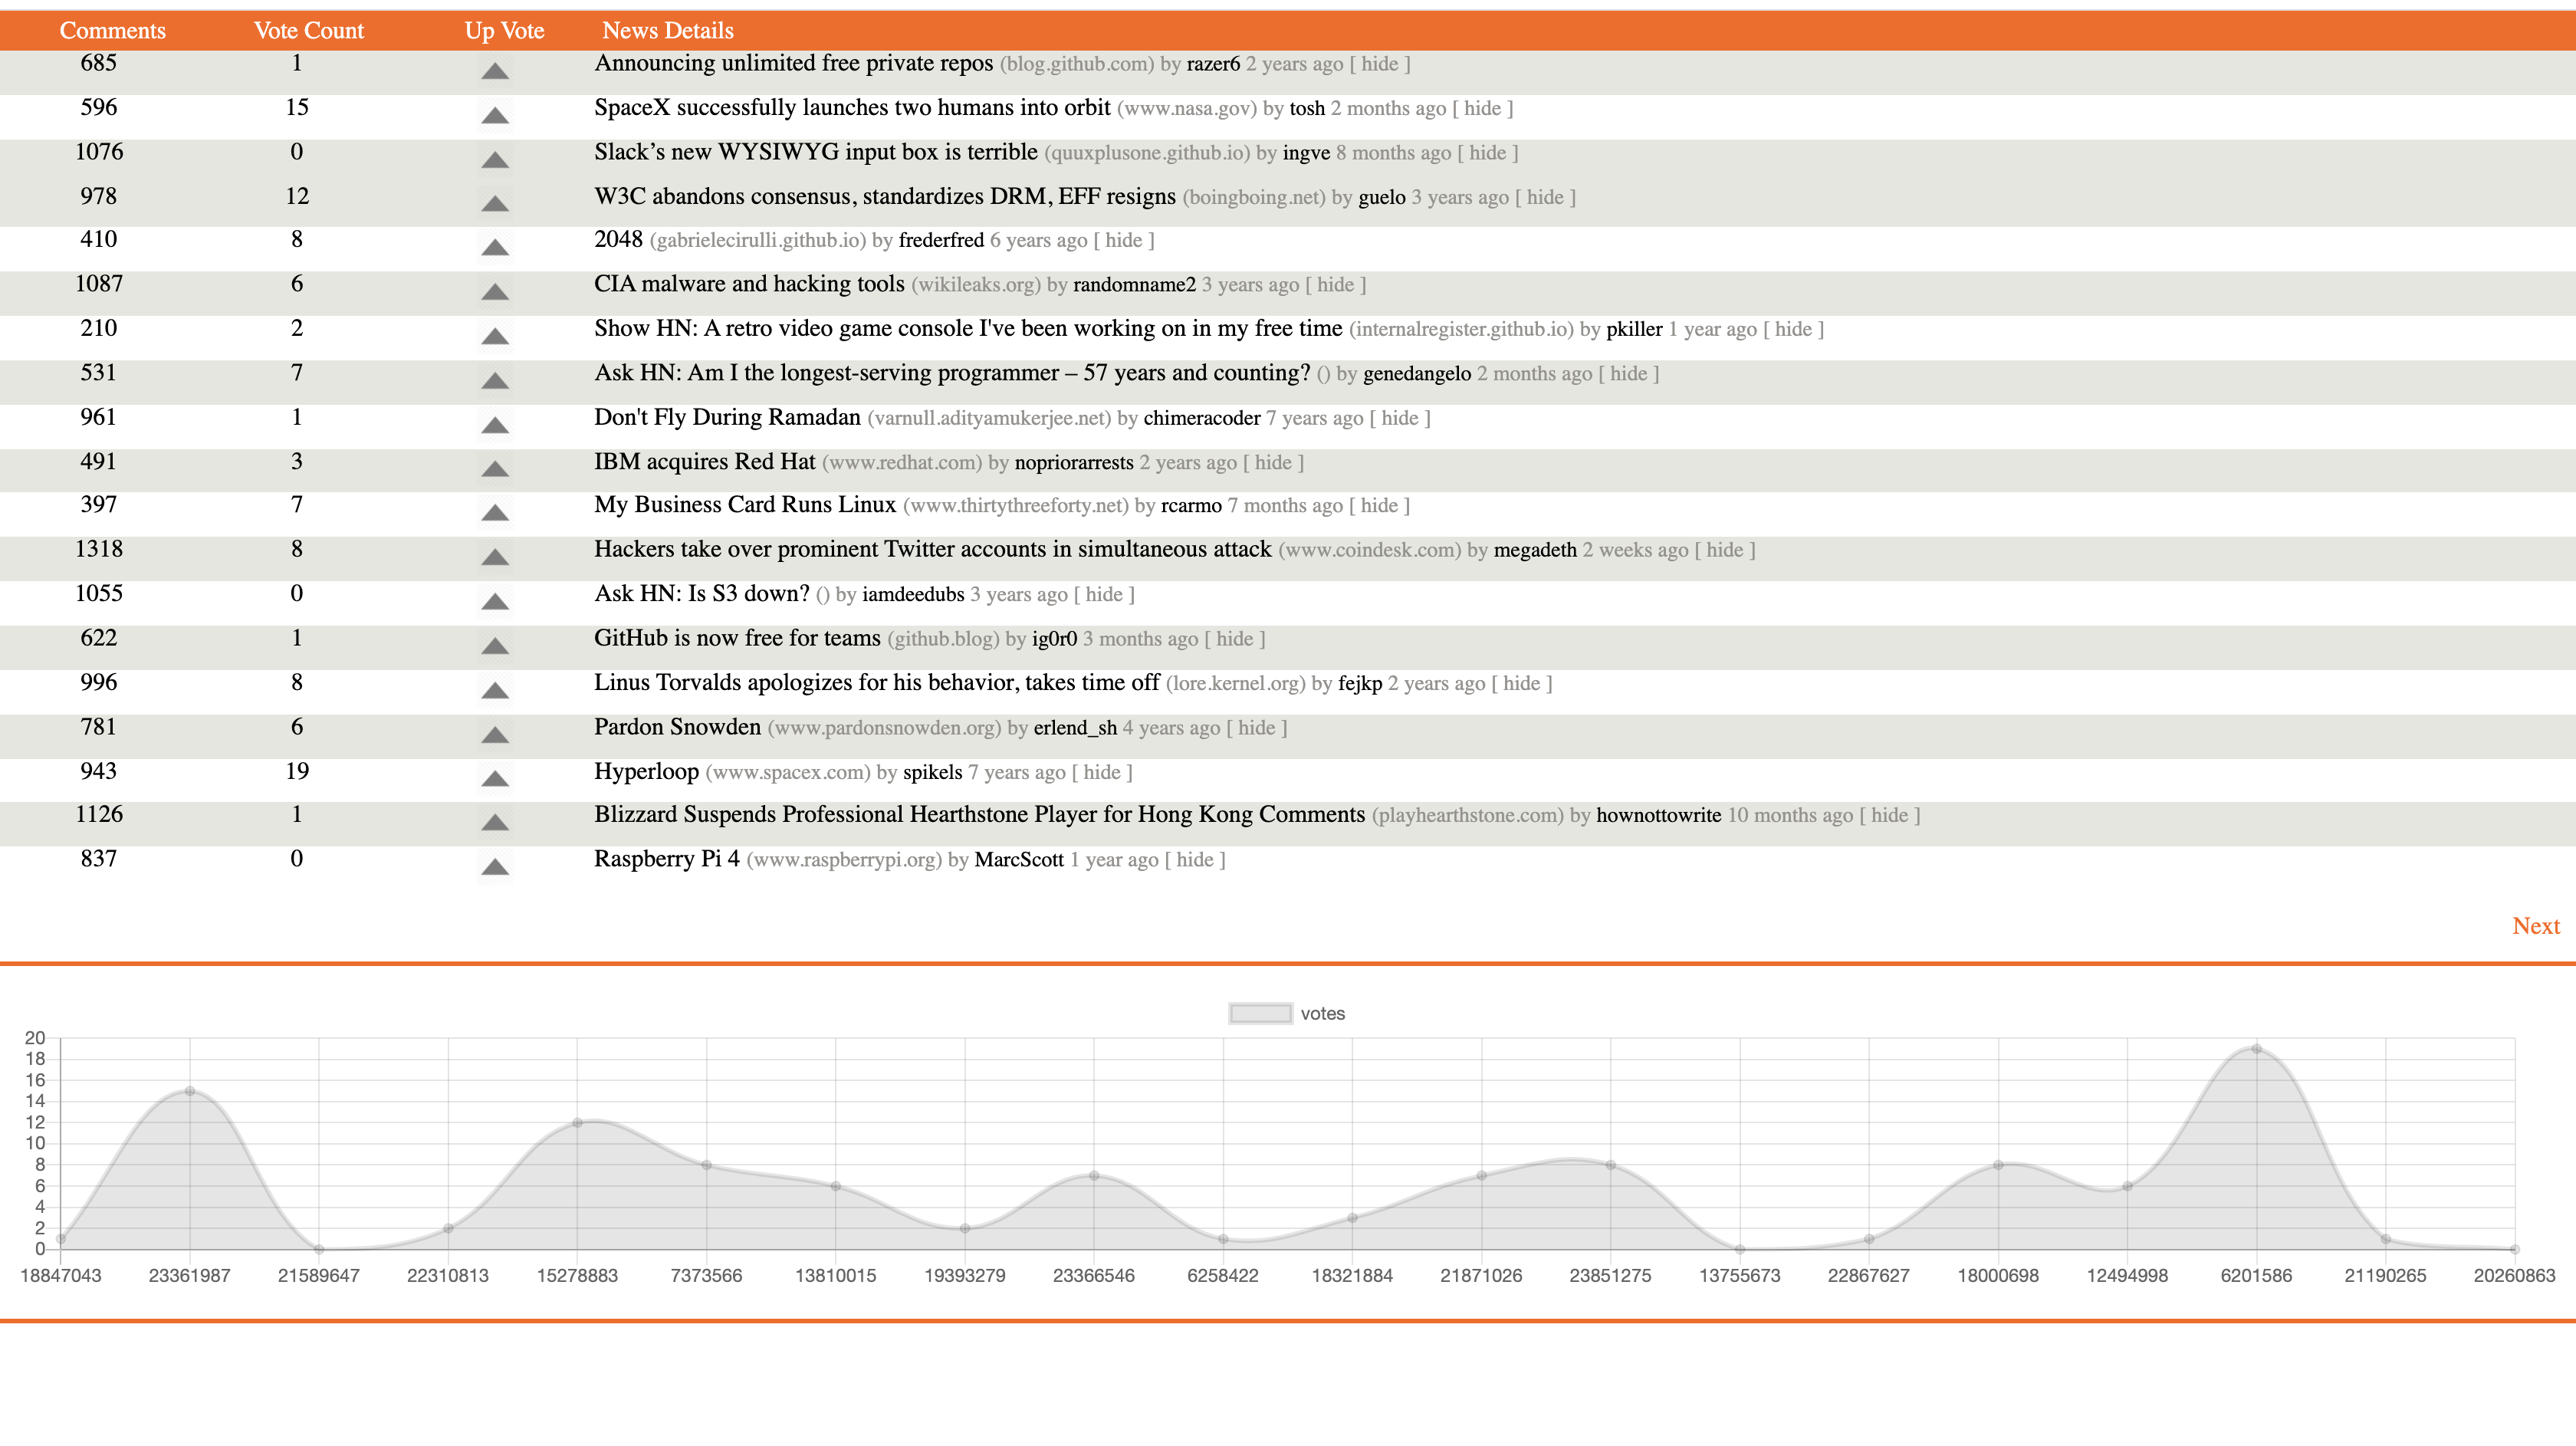 Comments Vote Count Up Vote News Details
685 1 Announcing unlimited free private repos (blog.github.com) by razer6 2 years ago [ hide ]
596 15 SpaceX successfully launches two humans into orbit (www.nasa.gov) by tosh 2 months ago [ hide ]
1076 0 Slack’s new WYSIWYG input box is terrible (quuxplusone.github.io) by ingve 8 months ago [ hide ]
978 12 W3C abandons consensus, standardizes DRM, EFF resigns (boingboing.net) by guelo 3 years ago [ hide ]
410 8 2048 (gabrielecirulli.github.io) by frederfred 6 years ago [ hide ]
1087 6 CIA malware and hacking tools (wikileaks.org) by randomname2 3 years ago [ hide ]
210 2 Show HN: A retro video game console I've been working on in my free time (internalregister.github.io) by pkiller 1 year ago [ hide ]
531 7 Ask HN: Am I the longest-serving programmer – 57 years and counting? () by genedangelo 2 months ago [ hide ]
961 1 Don't Fly During Ramadan (varnull.adityamukerjee.net) by chimeracoder 7 years ago [ hide ]
491 3 IBM acquires Red Hat (www.redhat.com) by nopriorarrests 2 years ago [ hide ]
397 7 My Business Card Runs Linux (www.thirtythreeforty.net) by rcarmo 7 months ago [ hide ]
1318 8 Hackers take over prominent Twitter accounts in simultaneous attack (www.coindesk.com) by megadeth 2 weeks ago [ hide ]
1055 0 Ask HN: Is S3 down? () by iamdeedubs 3 years ago [ hide ]
622 1 GitHub is now free for teams (github.blog) by ig0r0 3 months ago [ hide ]
996 8 Linus Torvalds apologizes for his behavior, takes time off (lore.kernel.org) by fejkp 2 years ago [ hide ]
781 6 Pardon Snowden (www.pardonsnowden.org) by erlend_sh 4 years ago [ hide ]
943 19 Hyperloop (www.spacex.com) by spikels 7 years ago [ hide ]
1126 1 Blizzard Suspends Professional Hearthstone Player for Hong Kong Comments (playhearthstone.com) by hownottowrite 10 months ago [ hide ]
837 0 Raspberry Pi 4 (www.raspberrypi.org) by MarcScott 1 year ago [ hide ]
Next
votes
20
18
16
14
12
10
8
6
4
2
0
18847043 23361987 21589647 22310813 15278883 7373566 13810015 19393279 23366546 6258422 18321884 21871026 23851275 13755673 22867627 18000698 12494998 6201586 21190265 20260863